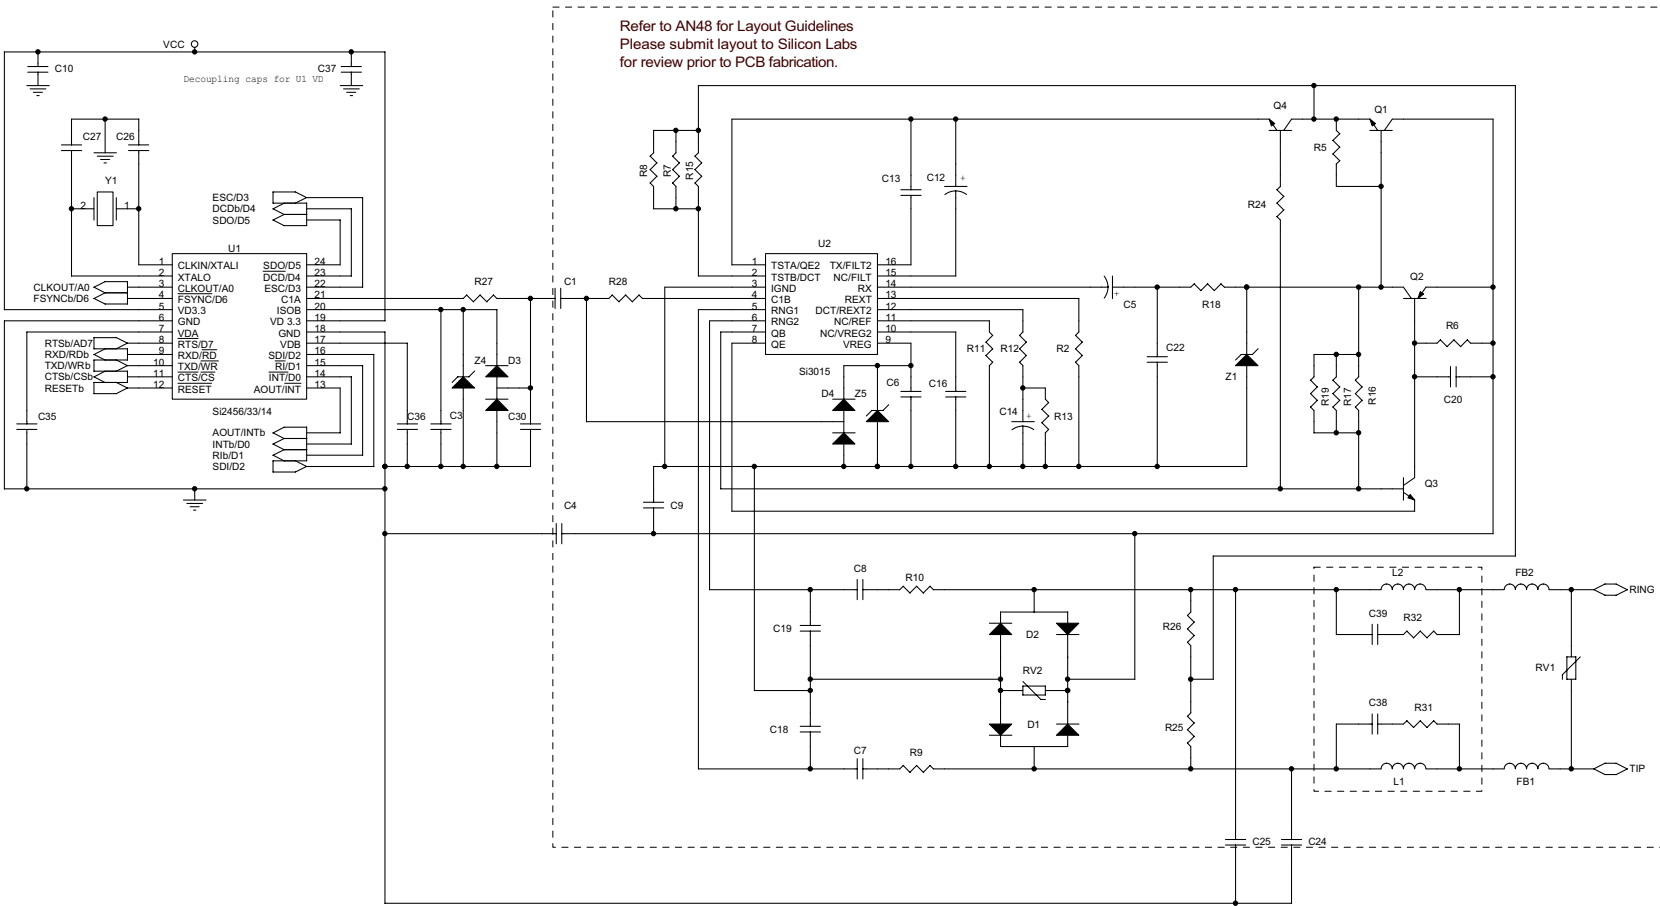 Refer to AN48 for Layout Guidelines
Please submit layout to Silicon Labs
for review prior to PCB fabrication.
VCC
C10
C37
Decoupling caps for U1 VD
C27
C26
Y1
2
1
ESC/D3
DCDb/D4
SDO/D5
U1
1 CLKIN/XTALI SDO/D5 24
2 XTALO DCD/D4 23
3 CLKOUT/A0 ESC/D3 22
4 FSYNC/D6 C1A 21
5 VD3.3 ISOB 20
6 GND VD 3.3 19
7 VDA GND 18
8 RTS/D7 VDB 17
9 RXD/RD SDI/D2 16
10 TXD/WR RI/D1 15
11 CTS/CS INT/D0 14
12 RESET AOUT/INT 13
Si2456/33/14
CLKOUT/A0
FSYNCb/D6
RTSb/AD7
RXD/RDb
TXD/WRb
CTSb/CSb
RESETb
C35
AOUT/INTb
INTb/D0
RIb/D1
SDI/D2
R27
C1
R28
Z4
D3
C36
C3
C30
C4
C9
R8
R7
R15
C13
C12
+
U2
1 TSTA/QE2 TX/FILT2 16
2 TSTB/DCT NC/FILT 15
3 IGND RX 14
4 C1B REXT 13
5 RNG1 DCT/REXT2 12
6 RNG2 NC/REF 11
7 QB NC/VREG2 10
8 QE VREG 9
Si3015
D4
Z5
C6
C16
R11
R12
R2
C14
+
R13
C5
+
C22
R18
Z1
Q4
Q1
R5
R24
Q2
R6
C20
R19
R17
R16
Q3
C8
R10
C19
D2
RV2
D1
C18
C7
R9
R26
R25
L2
C39
R32
C38
R31
L1
FB2
RING
RV1
FB1
TIP
C25
C24